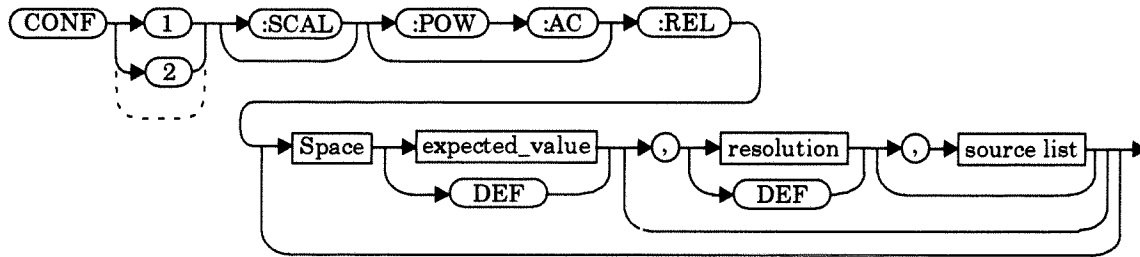 CONF 1 :SCAL :POW :AC :REL
2
Space expected_value , resolution , source list
DEF DEF